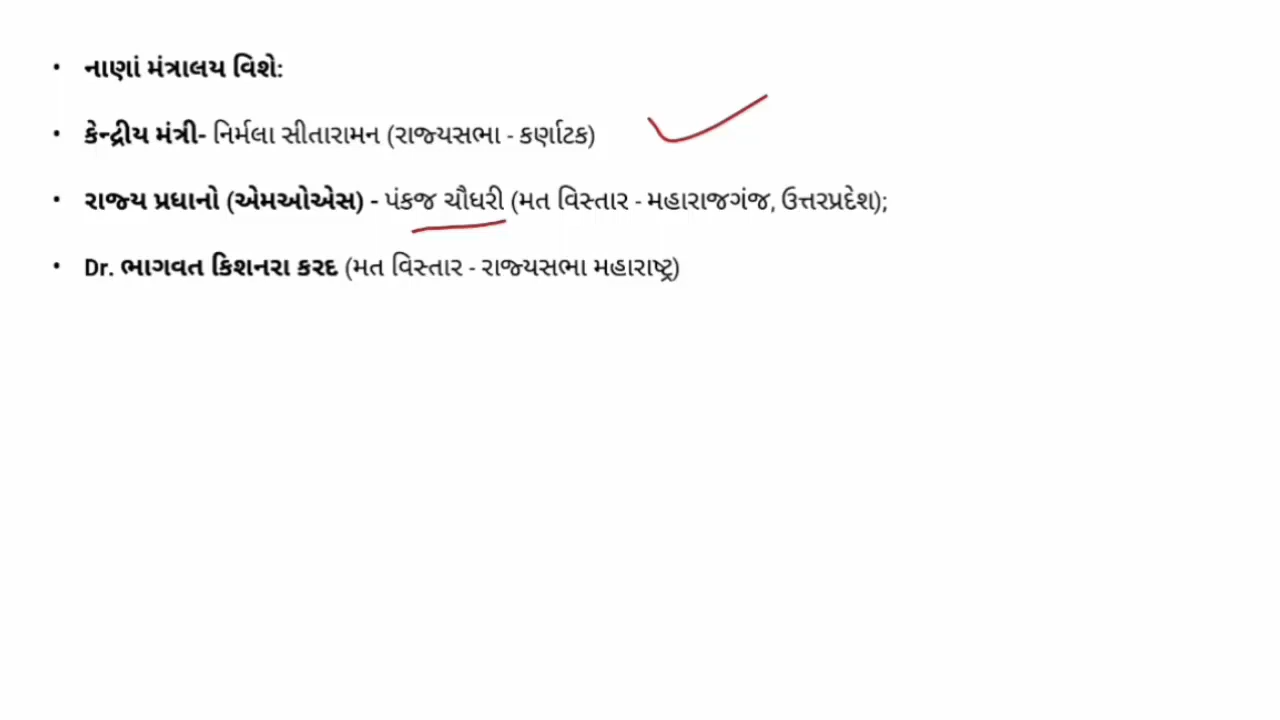 • નાણાં મંત્રાલય વિશે:
• કેન્દ્રીય મંત્રી- નિર્મલા સીતારામન (રાજ્યસભા - કર્ણાટક)
• રાજ્ય પ્રધાનો (એમઓએસ) - પંકજ ચૌધરી (મત વિસ્તાર - મહારાજગંજ, ઉત્તરપ્રદેશ);
• Dr. ભાગવત કિશનરા કરદ (મત વિસ્તાર - રાજ્યસભા મહારાષ્ટ્ર)